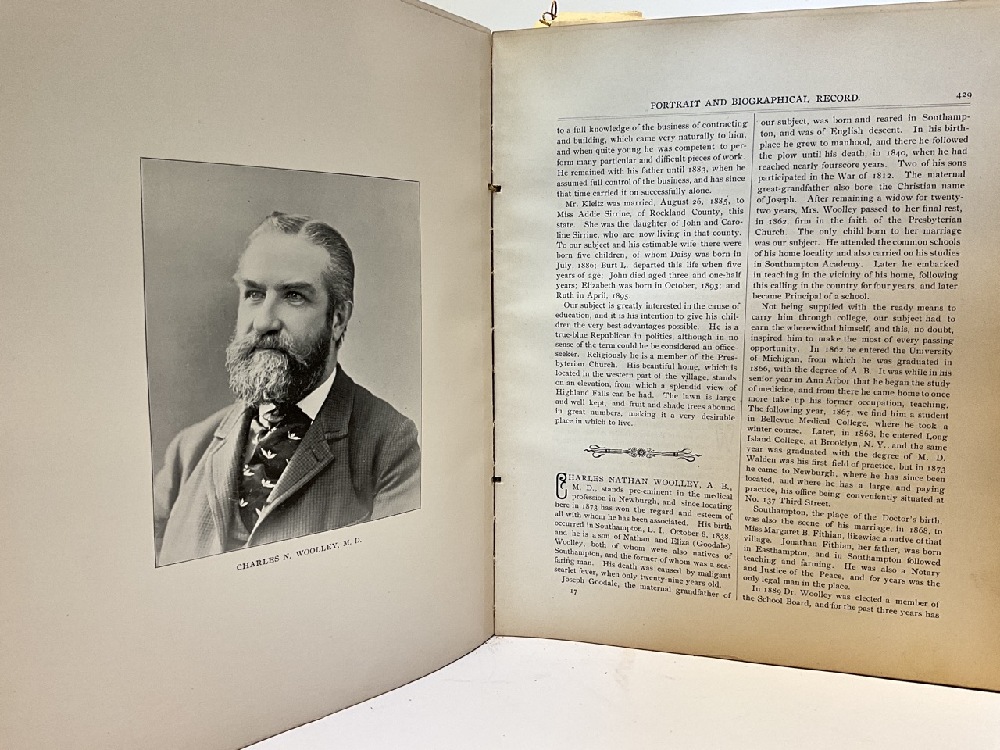 CHARLES N. WOOLLEY, M. D.
PORTRAIT AND BIOGRAPHICAL RECORD.
429
to a full knowledge of the business of contracting
and building, which came very naturally to him,
and when quite young he was competent to per-
form many particular and difficult pieces of work.
He remained with his father until 1883, when he
assumed full control of the business, and has since
that time carried it on successfully alone.
Mr. Kleitz was married, August 26, 1885, to
Miss Addie Sirrine, of Rockland County, this
state. She was the daughter of John and Caro-
line Sirrine, who are now living in that county.
To our subject and his estimable wife there were
born five children, of whom Daisy was born in
July, 1886; Burt L. departed this life when five
years of age; John died aged three and one-half
years; Elizabeth was born in October, 1893; and
Ruth in April, 1895.
Our subject is greatly interested in the cause of
education, and it is his intention to give his chil-
dren the very best advantages possible. He is a
true-blue Republican in politics, although in no
sense of the term could he be considered an office-
seeker. Religiously he is a member of the Pres-
byterian Church. His beautiful home, which is
located in the western part of the village, stands
on an elevation, from which a splendid view of
Highland Falls can be had. The lawn is large
and well kept, and fruit and shade trees abound
in great numbers, making it a very desirable
place in which to live.
CHARLES NATHAN WOOLLEY, A. B.,
M. D., stands pre-eminent in the medical
profession in Newburgh, and since locating
here in 1873 has won the regard and esteem of
all with whom he has been associated. His birth
occurred in Southampton, L. I., October 6, 1838,
and he is a son of Nathan and Eliza (Goodale)
Woolley, both of whom were also natives of
Southampton, and the former of whom was a sea-
faring man. His death was caused by malignant
scarlet fever, when only twenty-nine years old.
Joseph Goodale, the maternal grandfather of
17
our subject, was born and reared in Southamp-
ton, and was of English descent. In his birth-
place he grew to manhood, and there he followed
the plow until his death in 1840, when he had
reached nearly fourscore years. Two of his sons
participated in the War of 1812. The maternal
great-grandfather also bore the Christian name
of Joseph. After remaining a widow for twenty-
two years, Mrs. Woolley passed to her final rest,
in 1862 firm in the faith of the Presbyterian
Church. The only child born to her marriage
was our subject. He attended the common schools
of his home locality and also carried on his studies
in Southampton Academy. Later he embarked
in teaching in the vicinity of his home, following
this calling in the country for four years, and later
became Principal of a school.
Not being supplied with the ready means to
carry him through college, our subject had to
earn the wherewithal himself, and this, no doubt,
inspired him to make the most of every passing
opportunity. In 1862 he entered the University
of Michigan, from which he was graduated in
1866, with the degree of A. B. It was while in his
senior year in Ann Arbor that he began the study
of medicine, and from there he came home to once
more take up his former occupation, teaching.
The following year, 1867, we find him a student
in Bellevue Medical College, where he took a
winter course. Later, in 1868, he entered Long
Island College, at Brooklyn, N. Y., and the same
year was graduated with the degree of M. D.
Walden was his first field of practice, but in 1873
he came to Newburgh, where he has since been
located, and where he has a large and paying
practice, his office being conveniently situated at
No. 137 Third Street.
Southampton, the place of the Doctor's birth,
was also the scene of his marriage, in 1868, to
Miss Margaret B. Fithian, likewise a native of that
village. Jonathan Fithian, her father, was born
in Easthampton, and in Southampton followed
teaching and farming. He was also a Notary
and Justice of the Peace, and for years was the
only legal man in the place.
In 1889 Dr. Woolley was elected a member of
the School Board, and for the past three years has